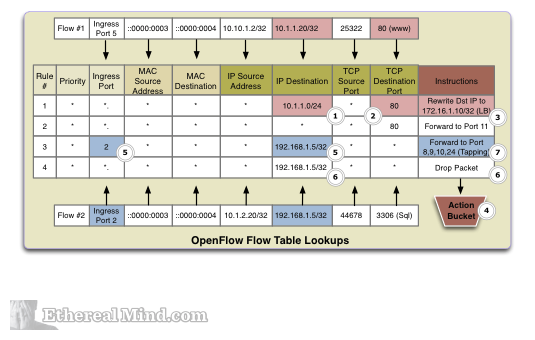 Flow #1 Ingress Port 5 ::0000:0003 ::0000:0004 10.10.1.2/32 10.1.1.20/32 25322 80 (www)
Rule # Priority Ingress Port MAC Source Address MAC Destination IP Source Address IP Destination TCP Source Port TCP Destination Port Instructions
1 * *. * * * 10.1.1.0/24 * 80 Rewrite Dst IP to 172.16.1.10/32 (LB)
1 2 3
2 * *. * * * * * 80 Forward to Port 11
3 * 2 * * * 192.168.1.5/32 * * Forward to Port 8,9,10,24 (Tapping)
5 5 7
4 * *. * * * 192.168.1.5/32 * * Drop Packet
6 6
Action Bucket 4
Flow #2 Ingress Port 2 ::0000:0003 ::0000:0004 10.1.2.20/32 192.168.1.5/32 44678 3306 (Sql)
OpenFlow Flow Table Lookups
EtherealMind.com